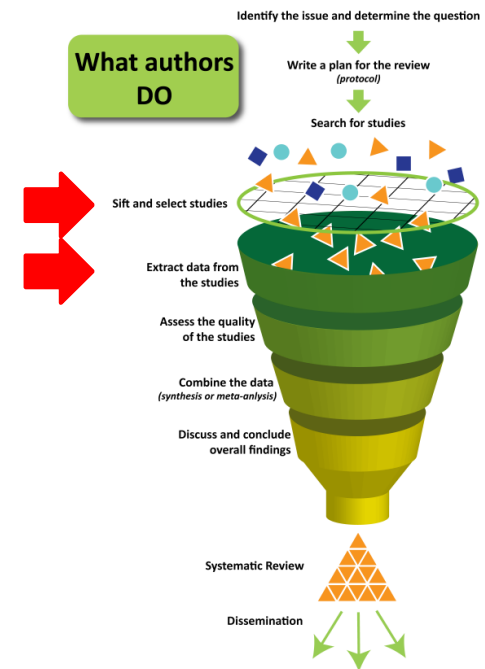 Identify the issue and determine the question
What authors
DO
Write a plan for the review
(protocol)
Search for studies
Sift and select studies
Extract data from
the studies
Assess the quality
of the studies
Combine the data
(synthesis or meta-anlysis)
Discuss and conclude
overall findings
Systematic Review
Dissemination